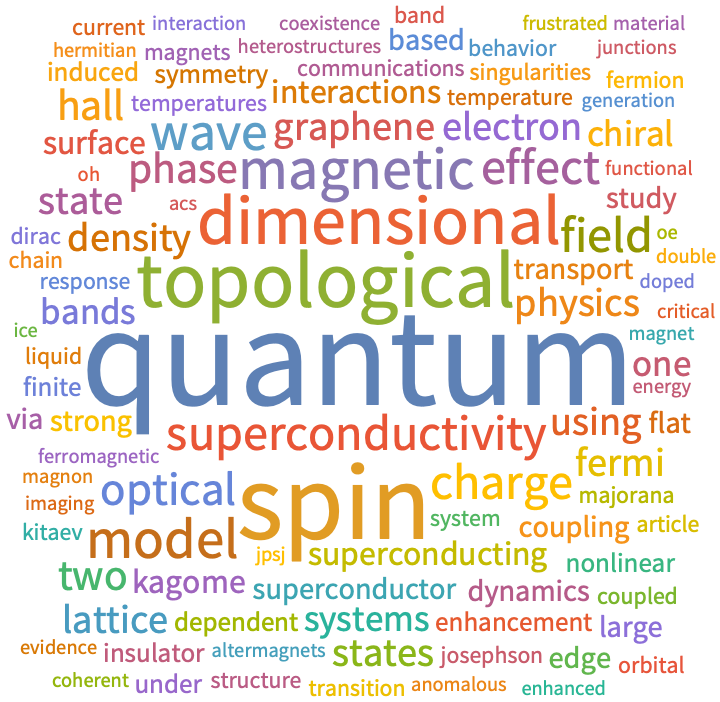 current interaction coexistence band frustrated material
hermitian magnets heterostructures based behavior junctions
induced symmetry communications singularities fermion
hall temperatures interactions temperature generation
surface wave graphene electron chiral
oh phase magnetic effect functional
state acs dimensional study
dirac density field oe
chain topological transport double
response physics doped
bands quantum critical
ice magnet
liquid one
finite energy
via strong superconductivity using flat
ferromagnetic fermi
magnon optical spin charge majorana
imaging
kitaev model system coupling article
jpsj superconducting nonlinear
two kagome superconductor dynamics coupled
lattice dependent systems enhancement large
evidence insulator altermagnets states josephson edge orbital
coherent under structure transition anomalous enhanced